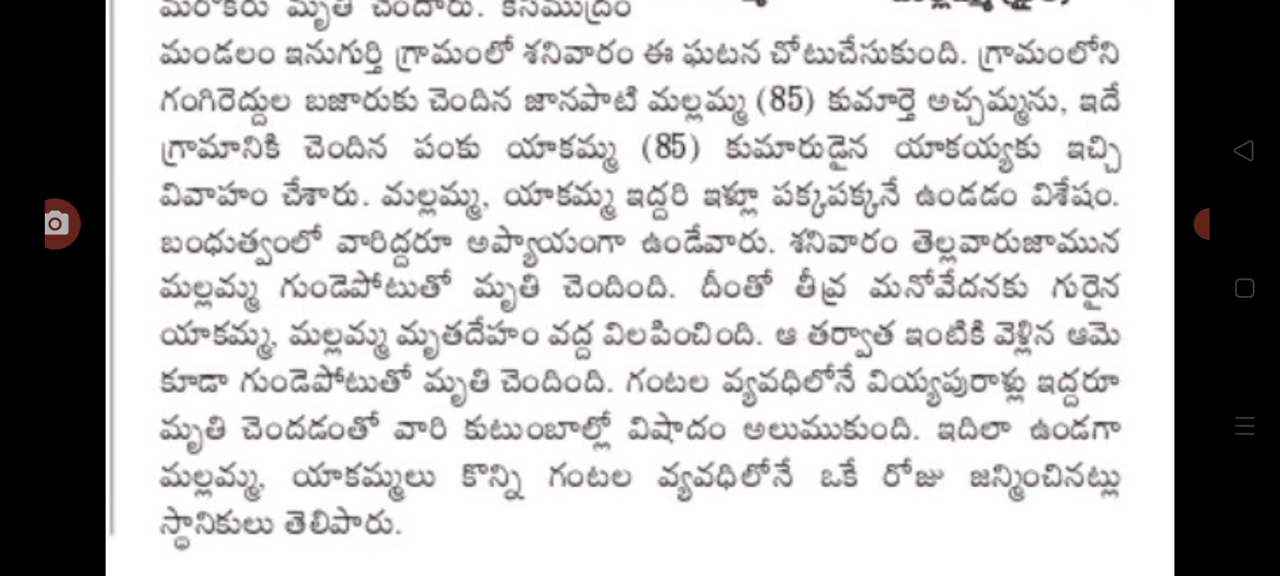 మరొకరు మృతి చెందారు. కేసముద్రం
మండలం ఇనుగుర్తి గ్రామంలో శనివారం ఈ ఘటన చోటుచేసుకుంది. గ్రామంలోని
గంగిరెద్దుల బజారుకు చెందిన జానపాటి మల్లమ్మ (85) కుమార్తె అచ్చమ్మను, ఇదే
గ్రామానికి చెందిన పంకు యాకమ్మ (85) కుమారుడైన యాకయ్యకు ఇచ్చి
వివాహం చేశారు. మల్లమ్మ, యాకమ్మ ఇద్దరి ఇళ్లూ పక్కపక్కనే ఉండడం విశేషం.
బంధుత్వంలో వారిద్దరూ అప్యాయంగా ఉండేవారు. శనివారం తెల్లవారుజామున
మల్లమ్మ గుండెపోటుతో మృతి చెందింది. దీంతో తీవ్ర మనోవేదనకు గురైన
యాకమ్మ, మల్లమ్మ మృతదేహం వద్ద విలపించింది. ఆ తర్వాత ఇంటికి వెళ్లిన ఆమె
కూడా గుండెపోటుతో మృతి చెందింది. గంటల వ్యవధిలోనే వియ్యపురాళ్లు ఇద్దరూ
మృతి చెందడంతో వారి కుటుంబాల్లో విషాదం అలుముకుంది. ఇదిలా ఉండగా
మల్లమ్మ, యాకమ్మలు కొన్ని గంటల వ్యవధిలోనే ఒకే రోజు జన్మించినట్లు
స్థానికులు తెలిపారు.